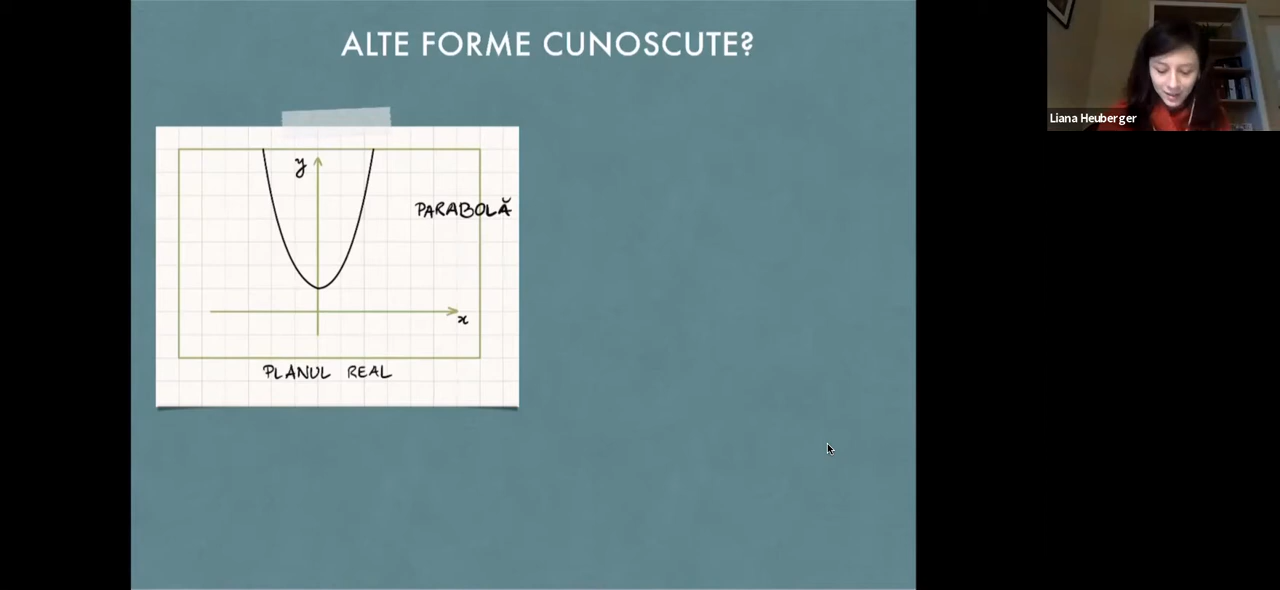 ALTE FORME CUNOSCUTE?
Liana Heuberger
y
PARABOLĂ
x
PLANUL REAL